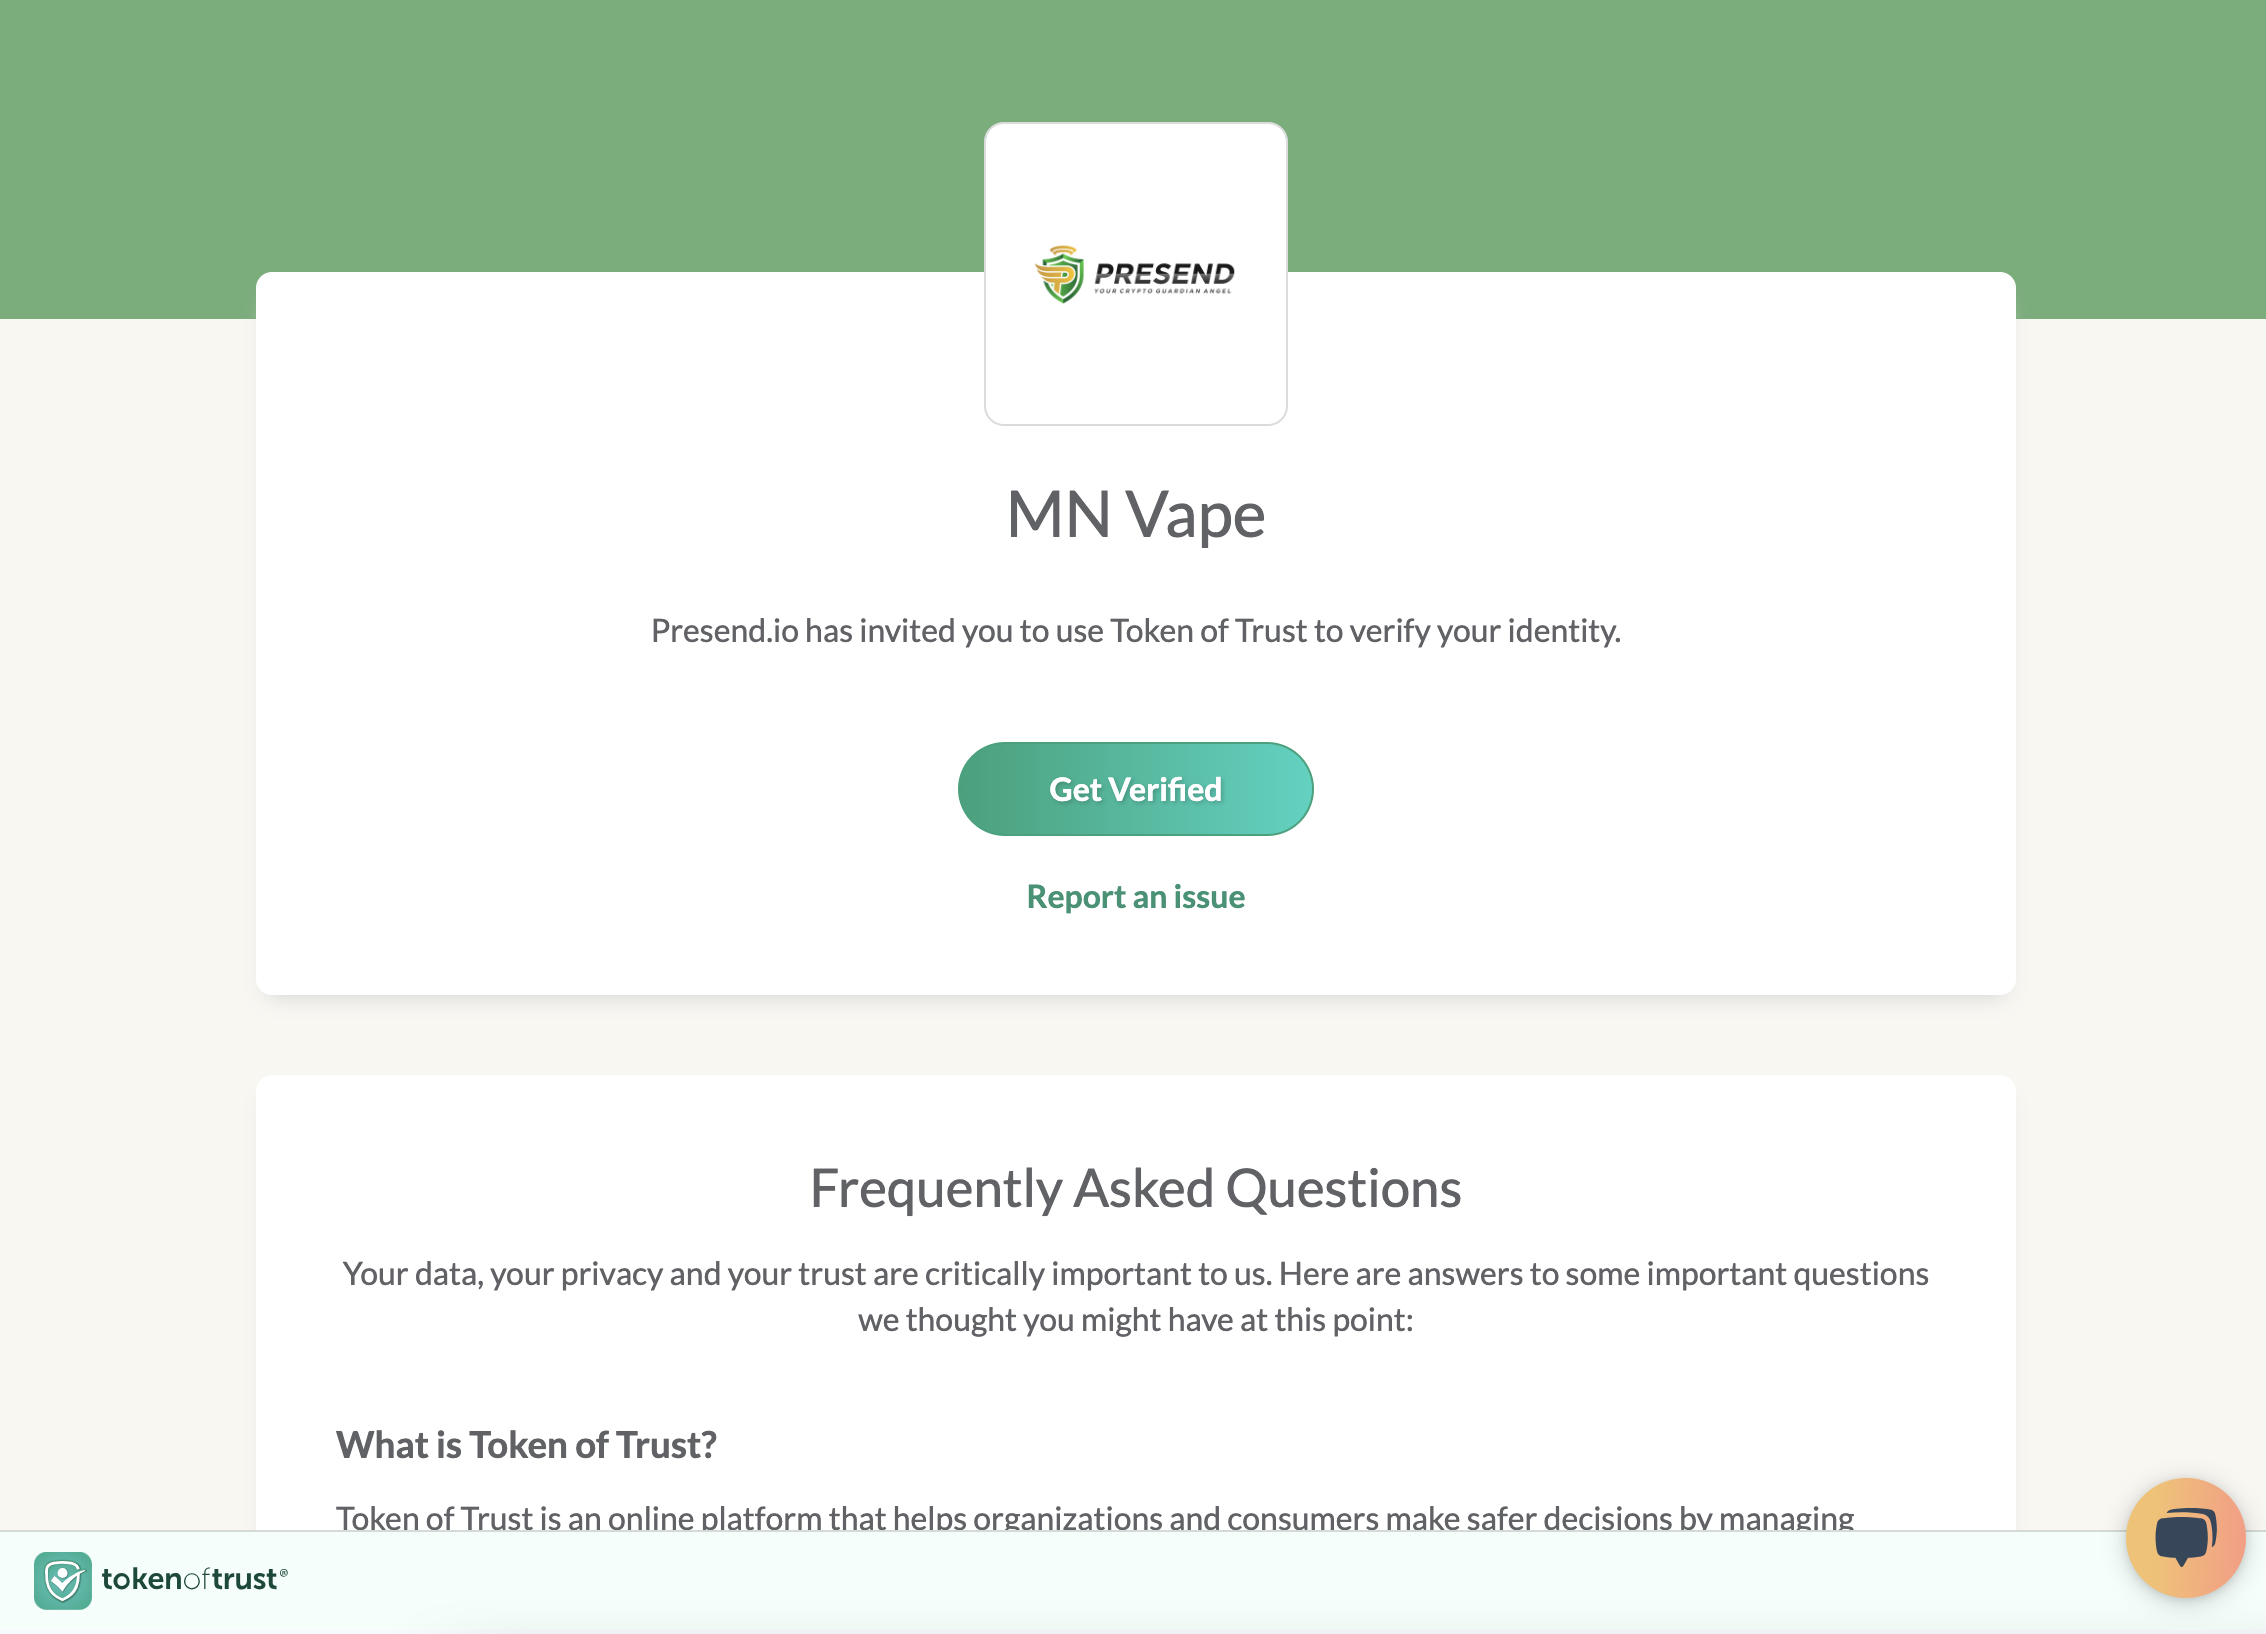 PRESEND
YOUR CRYPTO GUARDIAN ANGEL
MN Vape
Presend.io has invited you to use Token of Trust to verify your identity.
Get Verified
Report an issue
Frequently Asked Questions
Your data, your privacy and your trust are critically important to us. Here are answers to some important questions
we thought you might have at this point:
What is Token of Trust?
Token of Trust is an online platform that helps organizations and consumers make safer decisions by managing
tokenoftrust®